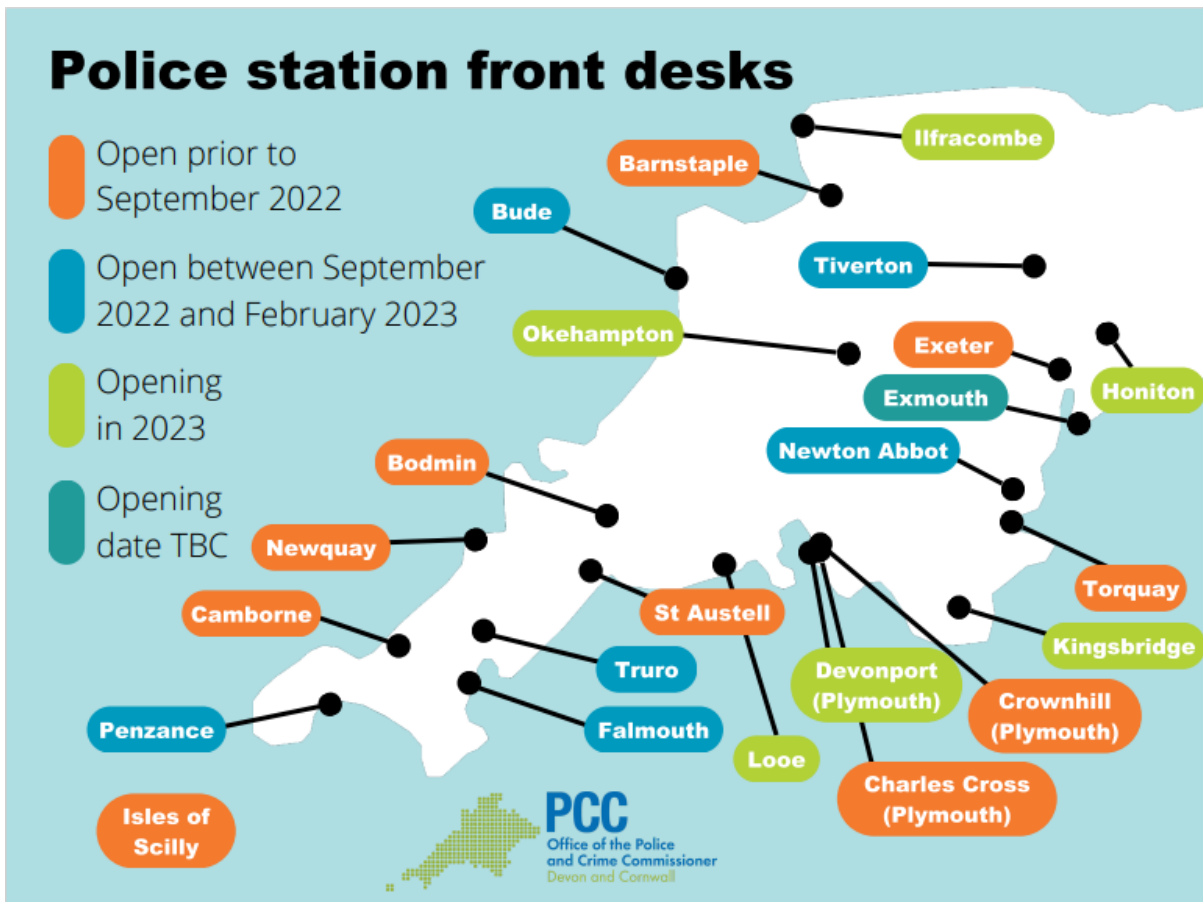 Police station front desks
Open prior to
September 2022
Open between September
2022 and February 2023
Opening
in 2023
Opening
date TBC
Ilfracombe
Barnstaple
Bude
Tiverton
Okehampton
Exeter
Honiton
Exmouth
Newton Abbot
Bodmin
Newquay
Torquay
Camborne
St Austell
Kingsbridge
Truro
Devonport
(Plymouth)
Crownhill
(Plymouth)
Penzance
Falmouth
Looe
Charles Cross
(Plymouth)
Isles of
Scilly
PCC
Office of the Police
and Crime Commissioner
Devon and Cornwall